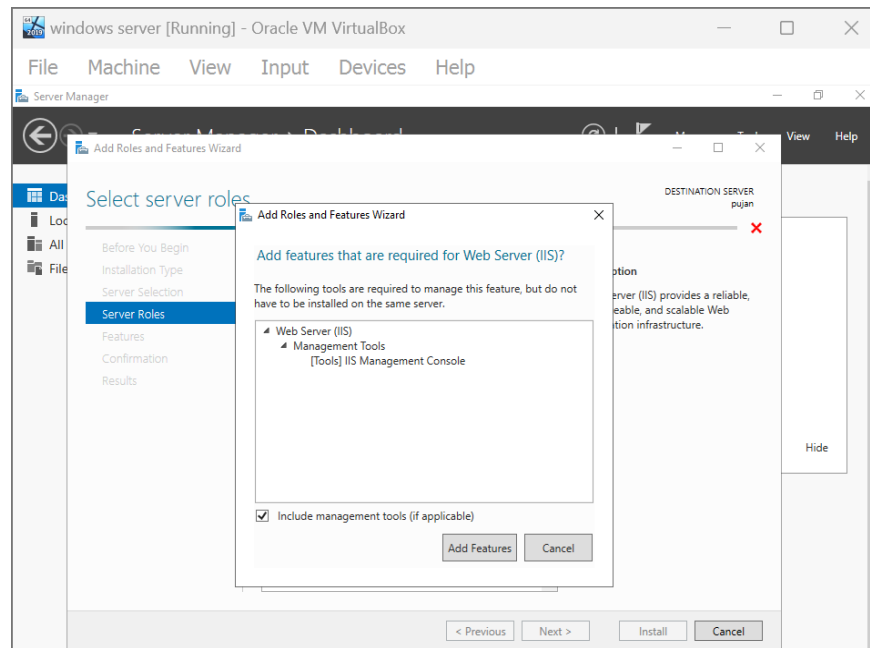 windows server [Running] - Oracle VM VirtualBox
File Machine View Input Devices Help
Server Manager
View Help
Add Roles and Features Wizard
Select server roles
DESTINATION SERVER
pujan
Before You Begin
Installation Type
Server Selection
Server Roles
Features
Confirmation
Results
Add Roles and Features Wizard
Add features that are required for Web Server (IIS)?
The following tools are required to manage this feature, but do not
have to be installed on the same server.
Web Server (IIS)
Management Tools
[Tools] IIS Management Console
Include management tools (if applicable)
Add Features Cancel
provides a reliable,
and scalable Web
infrastructure.
All
Hide
< Previous Next > Install Cancel